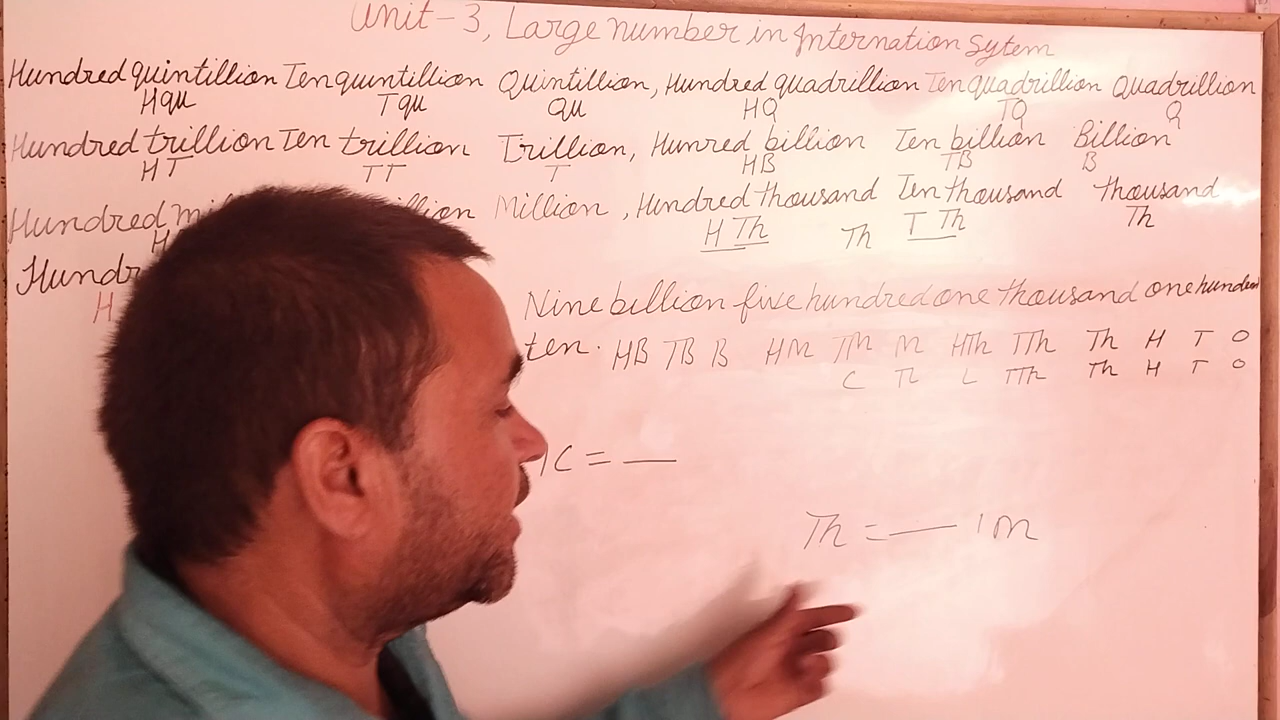 Unit-3, Large number in Internation Sytem
Hundred quintillion Ten quintillion Quintillion, Hundred quadrillion Ten quadrillion Quadrillion
HQu TQu Qu HQ TQ Q
Hundred trillion Ten trillion Trillion, Hunred billion Ten billion Billion
HT TT T HB TB B
Hundred Million, Hundred thousand Ten thousand thousand
H H Th Th T Th Th
H
Nine billion five hundred one thousand one hundred
ten. HB TB B HM TM M HTh TTh Th H T O
C TL L TTh Th H T O
C = —
Th = — 1M